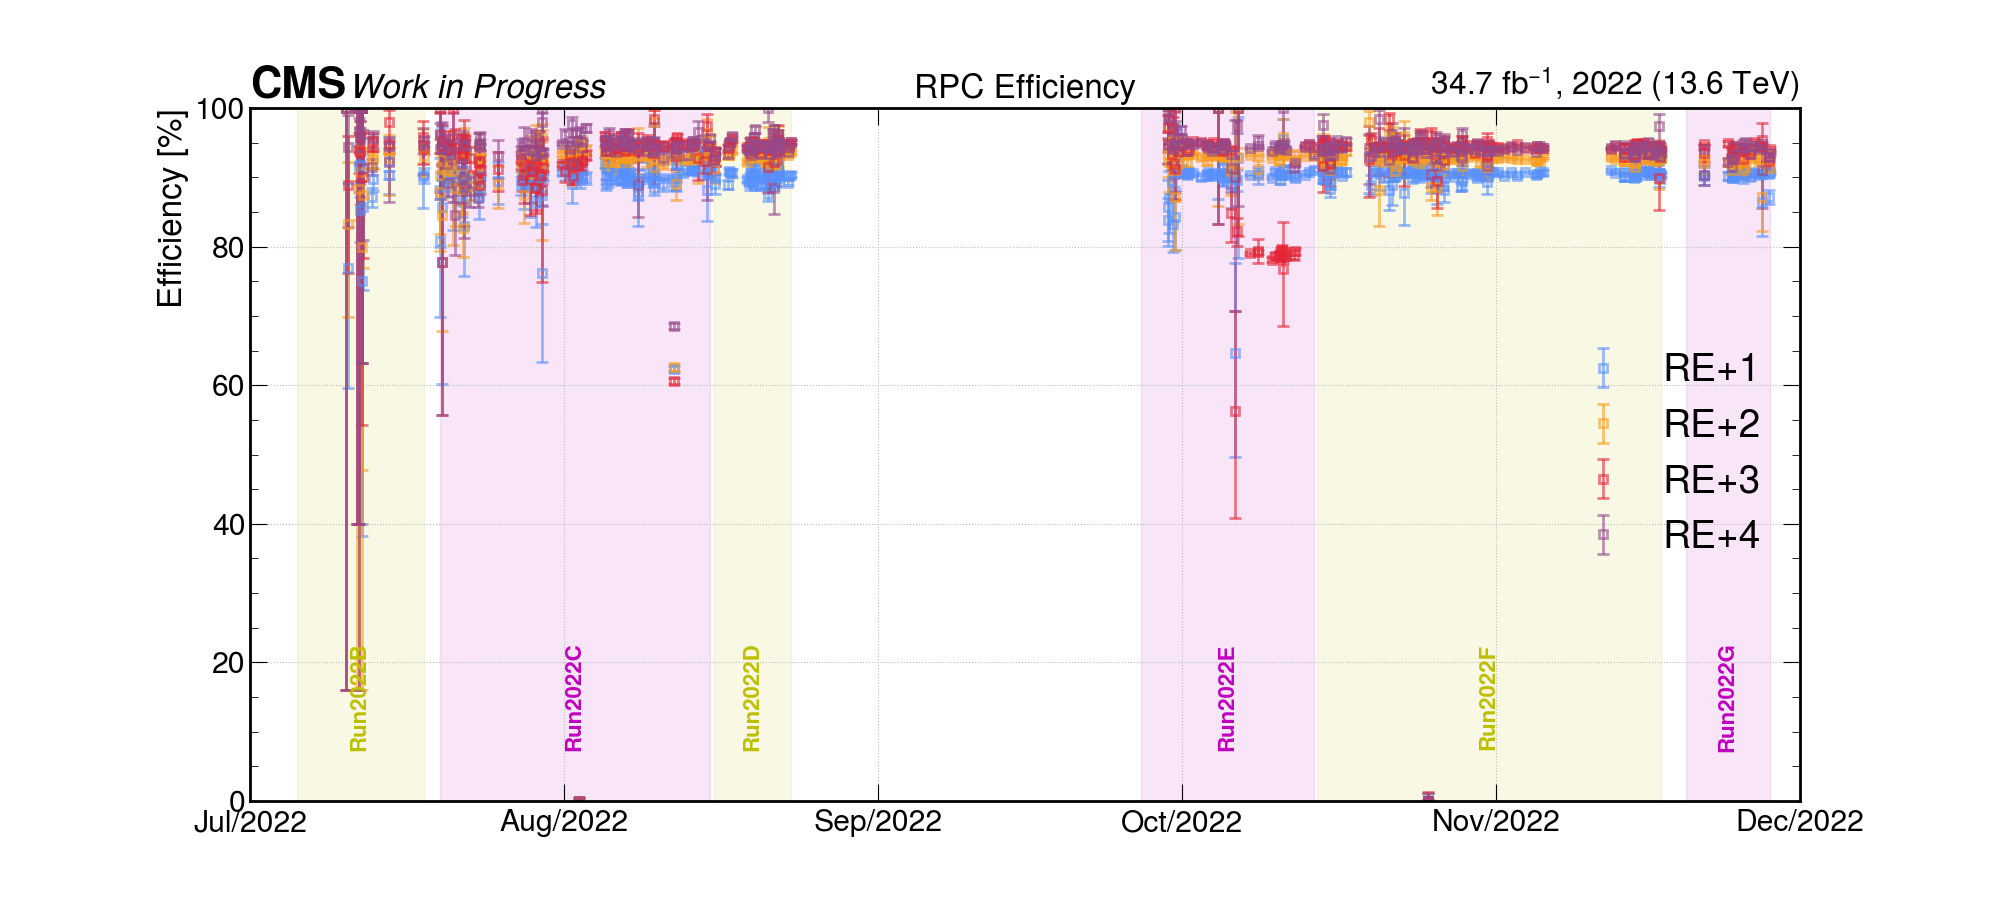 CMS Work in Progress
RPC Efficiency
34.7 fb⁻¹, 2022 (13.6 TeV)
Efficiency [%]
100
80
60
40
20
0
RE+1
RE+2
RE+3
RE+4
Run2022B
Run2022C
Run2022D
Run2022E
Run2022F
Run2022G
Jul/2022
Aug/2022
Sep/2022
Oct/2022
Nov/2022
Dec/2022